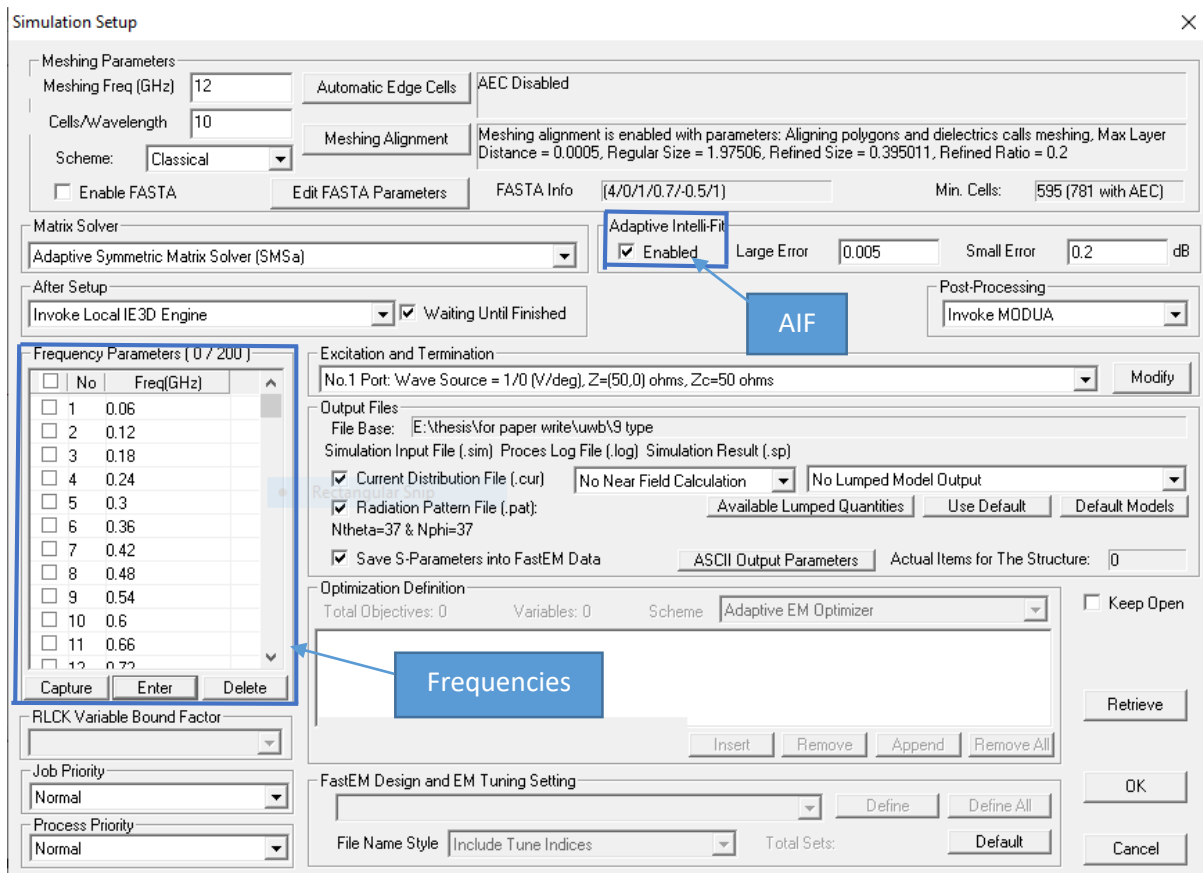 Simulation Setup
Meshing Parameters
Meshing Freq (GHz) 12 Automatic Edge Cells AEC Disabled
Cells/Wavelength 10
Meshing Alignment Meshing alignment is enabled with parameters: Aligning polygons and dielectrics calls meshing, Max Layer
Distance = 0.0005, Regular Size = 1.97506, Refined Size = 0.395011, Refined Ratio = 0.2
Scheme: Classical
Enable FASTA Edit FASTA Parameters FASTA Info (4/0/1/0.7/-0.5/1) Min. Cells: 595 (781 with AEC)
Matrix Solver
Adaptive Symmetric Matrix Solver (SMSa)
Adaptive Intelli-Fit
Enabled Large Error 0.005 Small Error 0.2 dB
After Setup
Invoke Local IE3D Engine Waiting Until Finished
AIF
Post-Processing
Invoke MODUA
Frequency Parameters ( 0 / 200 )
No Freq(GHz)
1 0.06
2 0.12
3 0.18
4 0.24
5 0.3
6 0.36
7 0.42
8 0.48
9 0.54
10 0.6
11 0.66
12 0.72
Capture Enter Delete
Excitation and Termination
No.1 Port: Wave Source = 1/0 (V/deg), Z=(50,0) ohms, Zc=50 ohms Modify
Output Files
File Base: E:\thesis\for paper write\uwb\9 type
Simulation Input File (.sim) Proces Log File (.log) Simulation Result (.sp)
Current Distribution File (.cur) No Near Field Calculation No Lumped Model Output
Rectangular Snip
Radiation Pattern File (.pat): Available Lumped Quantities Use Default Default Models
Ntheta=37 & Nphi=37
Save S-Parameters into FastEM Data ASCII Output Parameters Actual Items for The Structure: 0
Optimization Definition
Total Objectives: 0 Variables: 0 Scheme Adaptive EM Optimizer
Keep Open
Frequencies
Insert Remove Append Remove All
Retrieve
RLCK Variable Bound Factor
Job Priority
Normal
Process Priority
Normal
FastEM Design and EM Tuning Setting
Define Define All
File Name Style Include Tune Indices Total Sets: Default
OK
Cancel